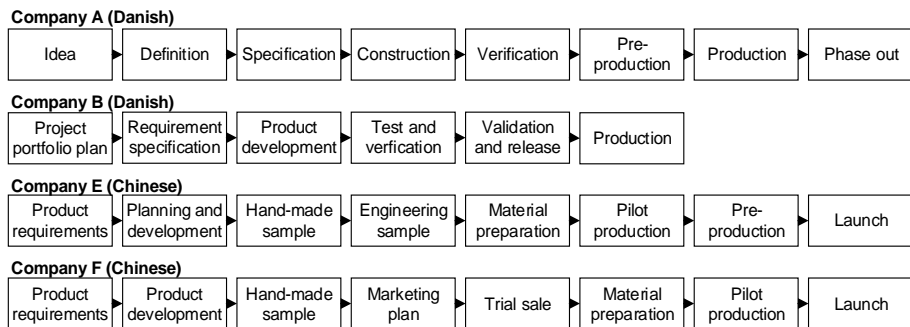 Company A (Danish)
Idea
Definition
Specification
Construction
Verification
Pre-
production
Production
Phase out
Company B (Danish)
Project
portfolio plan
Requirement
specification
Product
development
Test and
verfication
Validation
and release
Production
Company E (Chinese)
Product
requirements
Planning and
development
Hand-made
sample
Engineering
sample
Material
preparation
Pilot
production
Pre-
production
Launch
Company F (Chinese)
Product
requirements
Product
development
Hand-made
sample
Marketing
plan
Trial sale
Material
preparation
Pilot
production
Launch